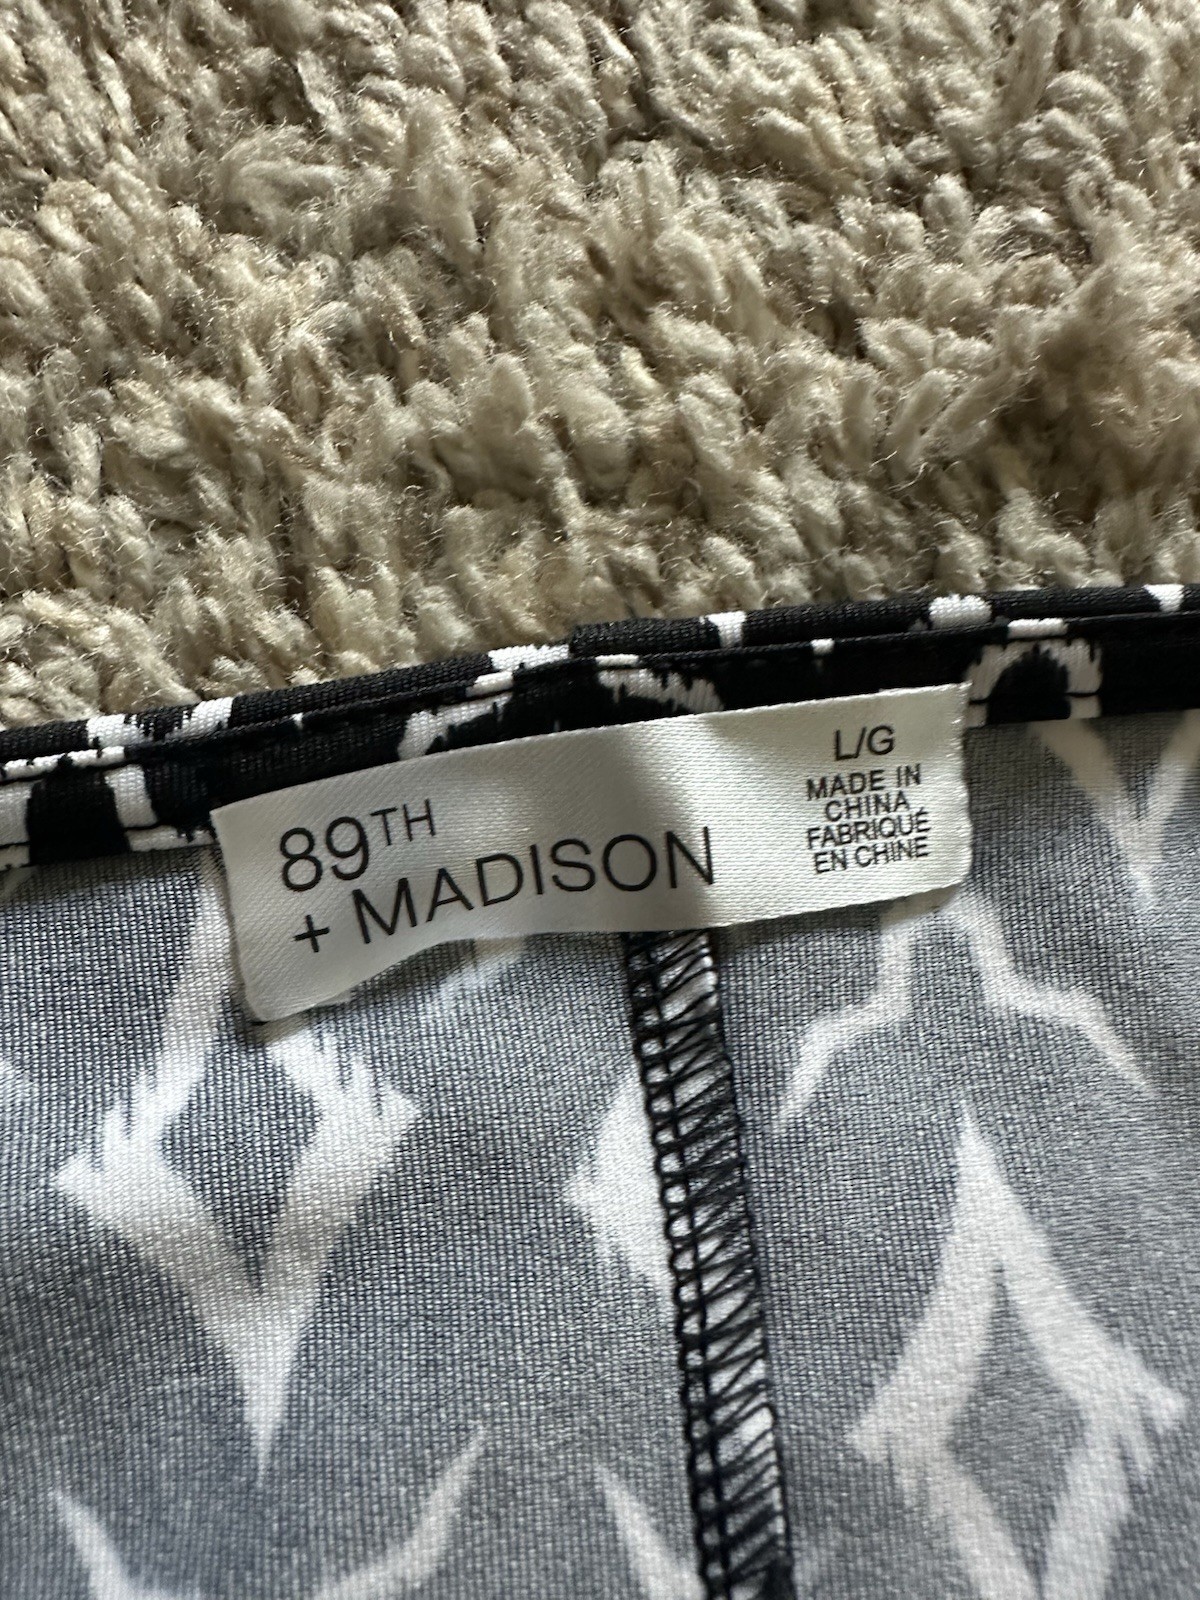 89TH
+ MADISON
L/G
MADE IN
CHINA
FABRIQUÉ
EN CHINE